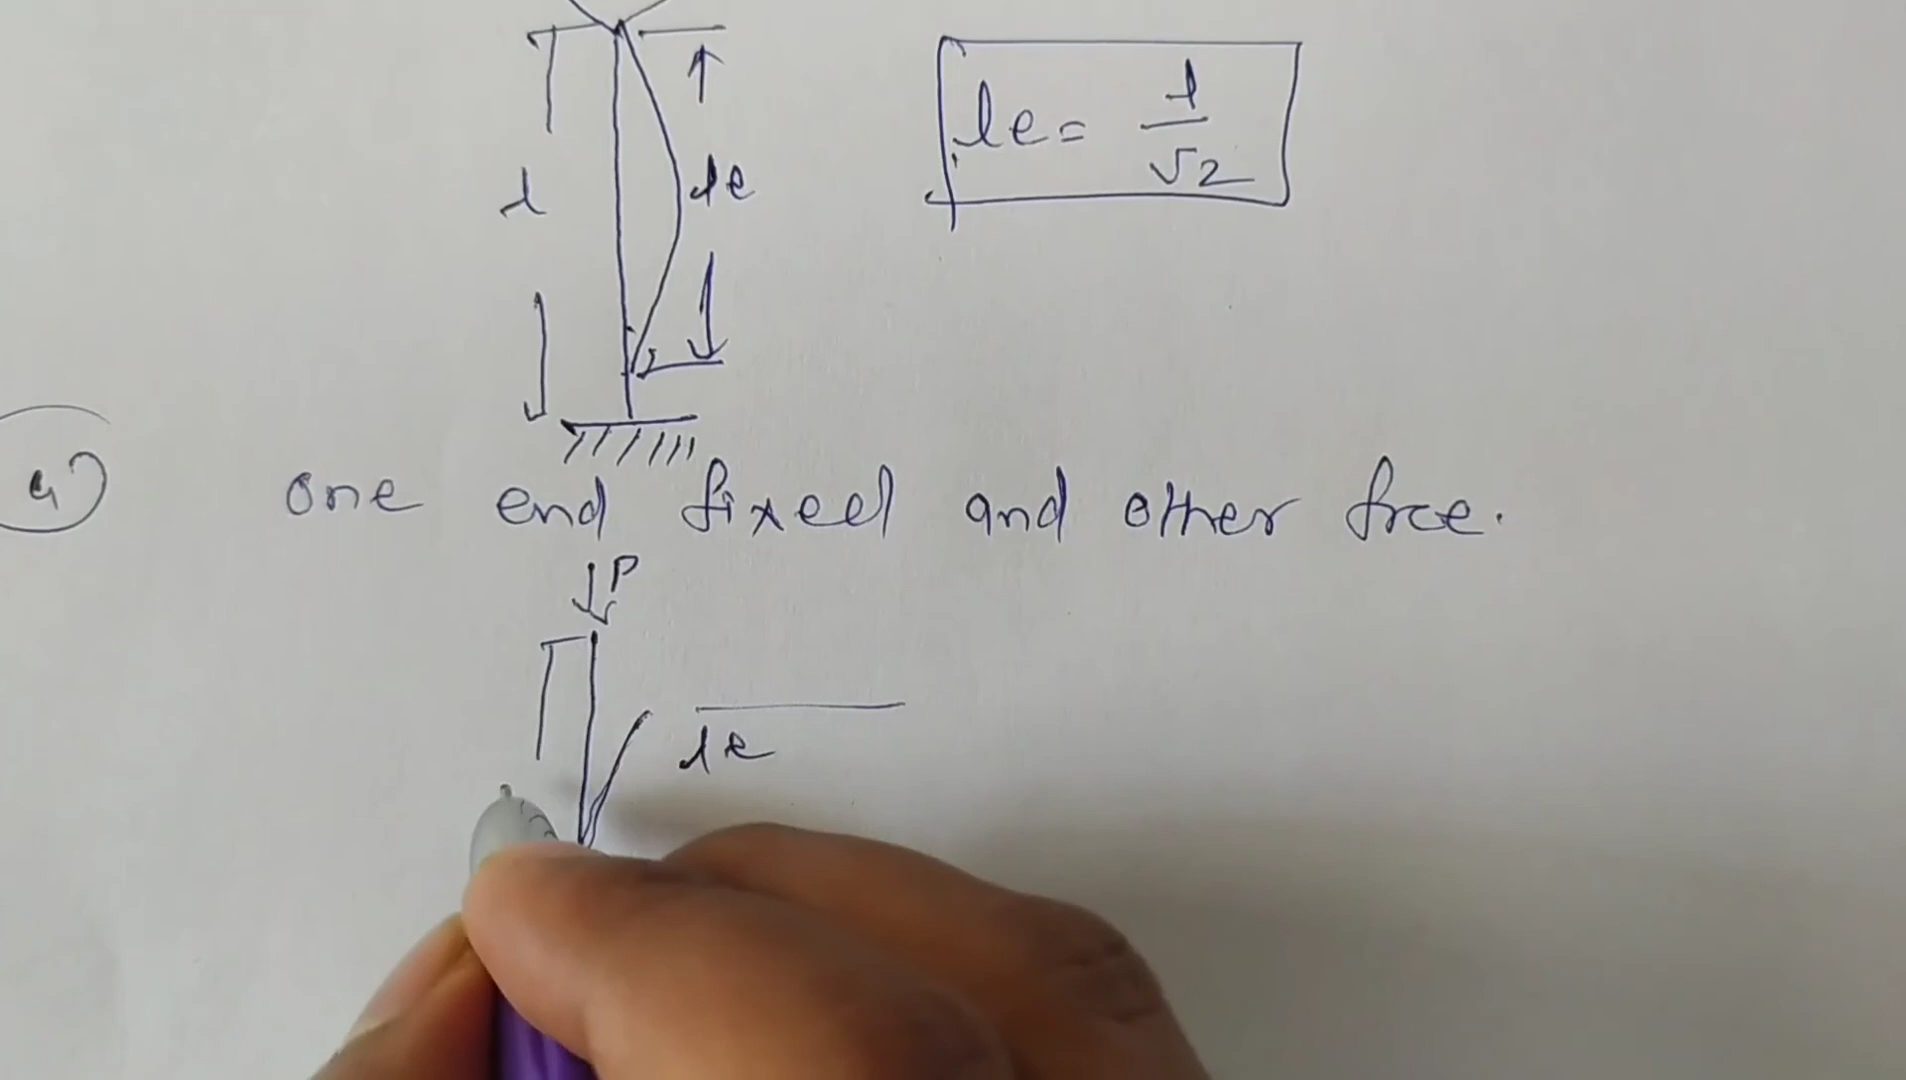 l
le
le = l/√2
4) one end fixed and other free.
↓P
le